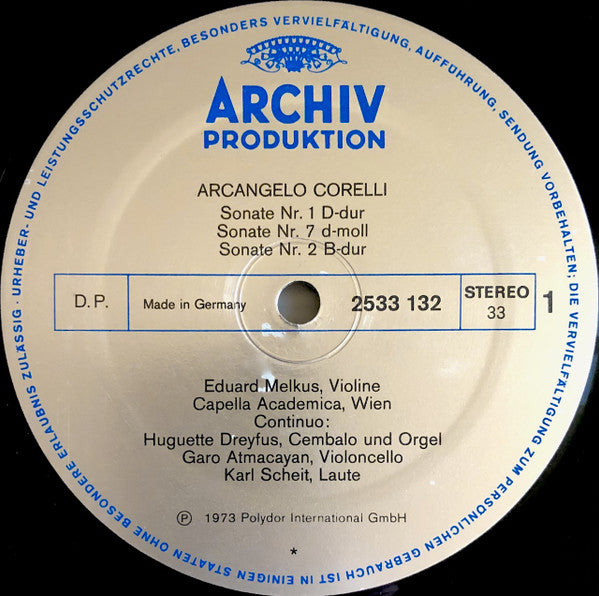 URHEBER- UND LEISTUNGSSCHUTZRECHTE, BESONDERS VERVIELFÄLTIGUNG, AUFFÜHRUNG, SENDUNG VORBEHALTEN; DIE VERVIELFÄLTIGUNG ZUM PERSÖNLICHEN GEBRAUCH IST IN EINIGEN STAATEN OHNE BESONDERE ERLAUBNIS ZULÄSSIG ·
ARCHIV
PRODUKTION
ARCANGELO CORELLI
Sonate Nr. 1 D-dur
Sonate Nr. 7 d-moll
Sonate Nr. 2 B-dur
D.P. Made in Germany 2533 132 STEREO 33 1
Eduard Melkus, Violine
Capella Academica, Wien
Continuo:
Huguette Dreyfus, Cembalo und Orgel
Garo Atmacayan, Violoncello
Karl Scheit, Laute
Ⓟ 1973 Polydor International GmbH
*